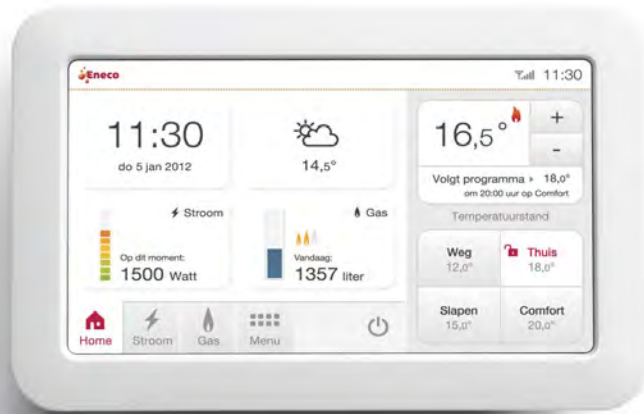 Eneco
11:30
11:30
do 5 jan 2012
14,5°
16,5°
+
-
Volgt programma > 18,0°
om 20:00 uur op Comfort
Stroom
Op dit moment:
1500 Watt
Gas
Vandaag:
1357 liter
Temperatuurstand
Weg
12,0°
Thuis
18,0°
Slapen
15,0°
Comfort
20,0°
Home
Stroom
Gas
Menu